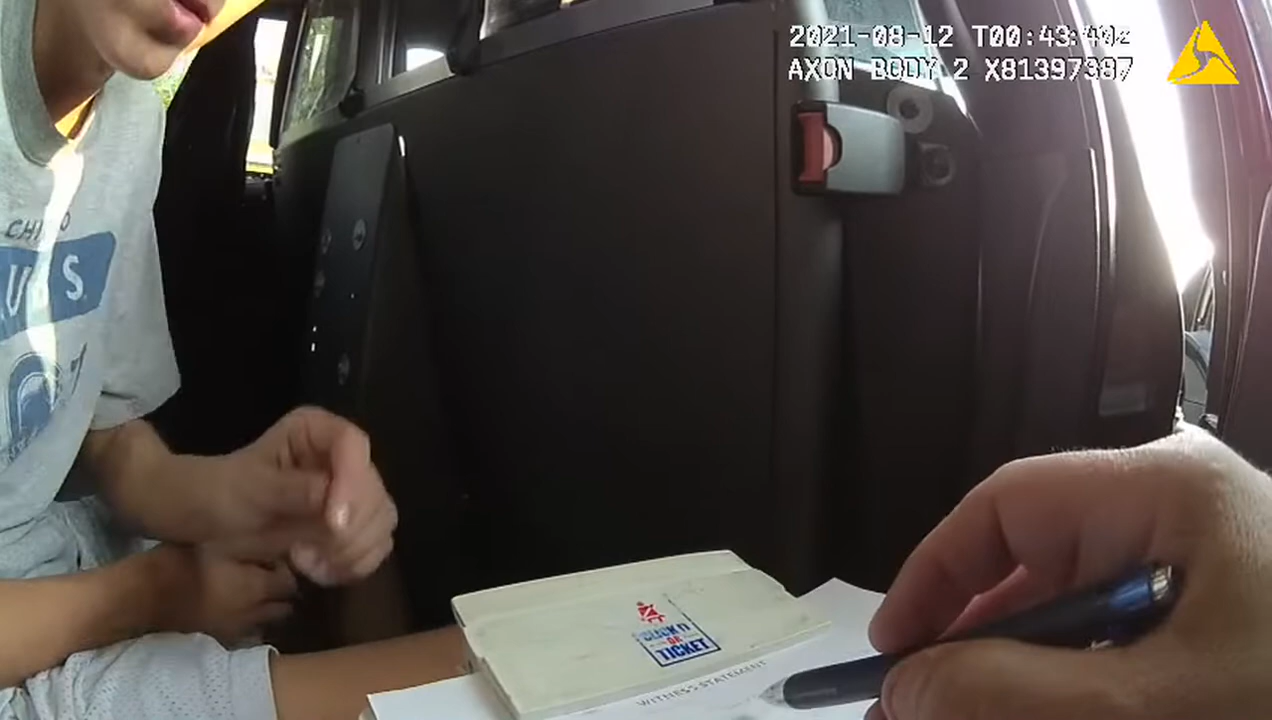 2021-08-12 T00:43:40z
AXON BODY 2 X81397387
CLICK IT
OR
TICKET
WITNESS STATEMENT